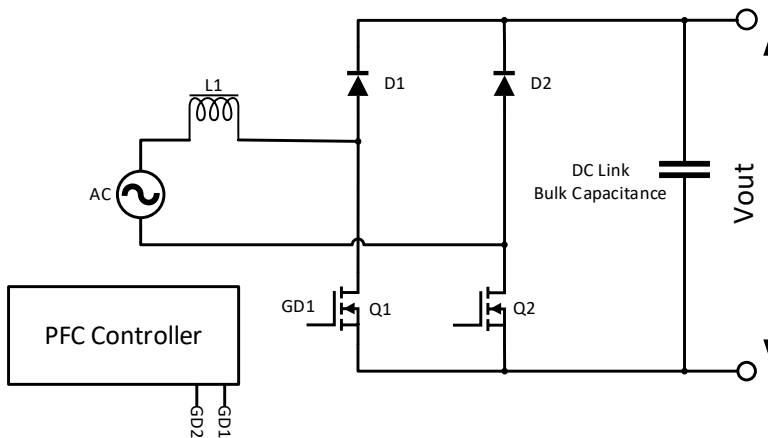 L1
D1
D2
AC
DC Link
Bulk Capacitance
Vout
GD1
Q1
Q2
PFC Controller
GD2
GD1